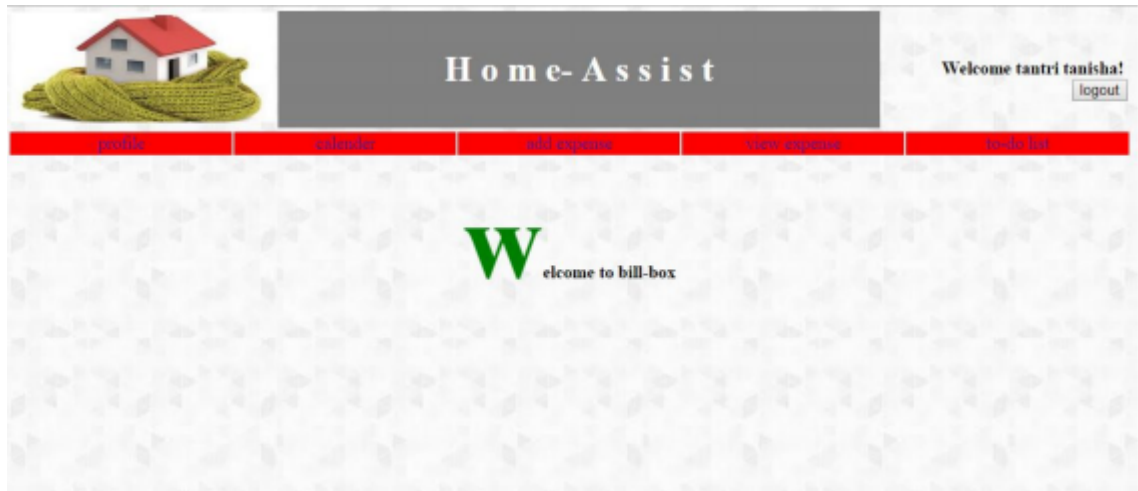 Home-Assist
Welcome tantri tanisha!
logout
profile calender add expense view expense to-do list
Welcome to bill-box